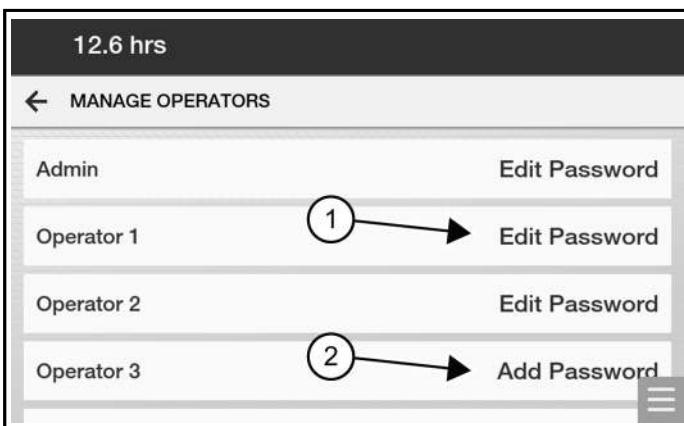 12.6 hrs
← MANAGE OPERATORS
Admin Edit Password
Operator 1 1 Edit Password
Operator 2 Edit Password
Operator 3 2 Add Password